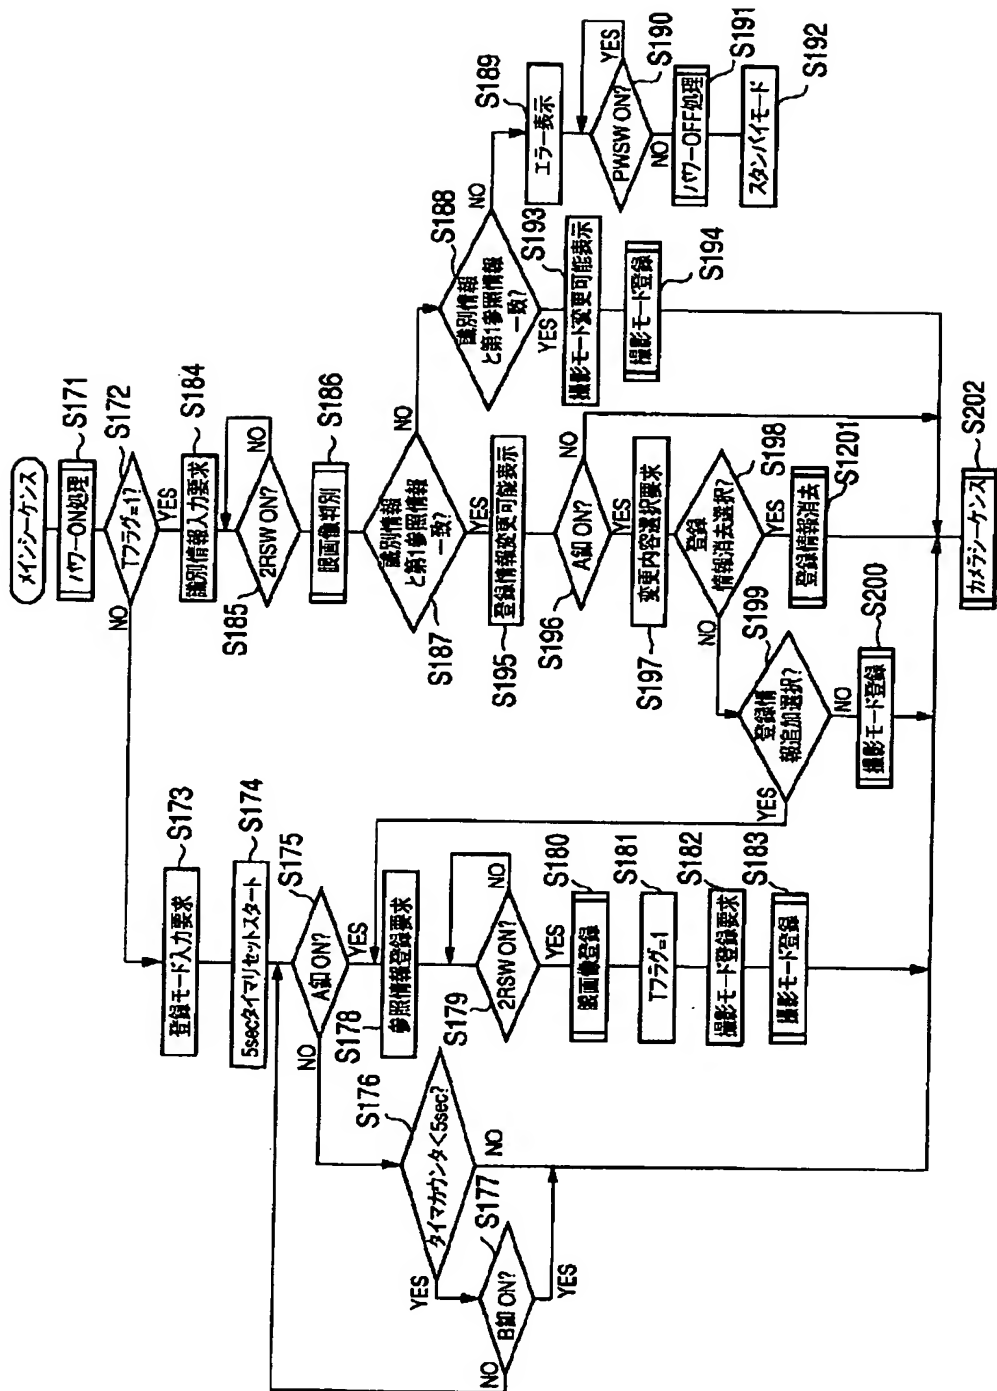 メインシーケンス
パワーON処理
S171
Tフラグ=1?
S172
NO
YES
登録モード入力要求
S173
5secタイマリセットスタート
S174
A釦 ON?
S175
NO
YES
タイマカウンタ<5sec?
S176
YES
NO
B釦 ON?
S177
NO
YES
参照情報登録要求
S178
2RSW ON?
S179
NO
YES
眼画像登録
S180
Tフラグ=1
S181
撮影モード登録要求
S182
撮影モード登録
S183
識別情報入力要求
S184
2RSW ON?
S185
NO
眼画像判別
S186
識別情報
と第1参照情報
一致?
S187
NO
YES
識別情報
と第1参照情報
一致?
S188
NO
YES
エラー表示
S189
PWSW ON?
S190
YES
NO
パワーOFF処理
S191
スタンバイモード
S192
撮影モード変更可能表示
S193
撮影モード登録
S194
登録情報変更可能表示
S195
A釦 ON?
S196
NO
YES
変更内容選択要求
S197
登録
情報消去選択?
S198
NO
YES
登録情
報追加選択?
S199
YES
NO
撮影モード登録
S200
登録情報消去
S1201
カメラシーケンス
S202